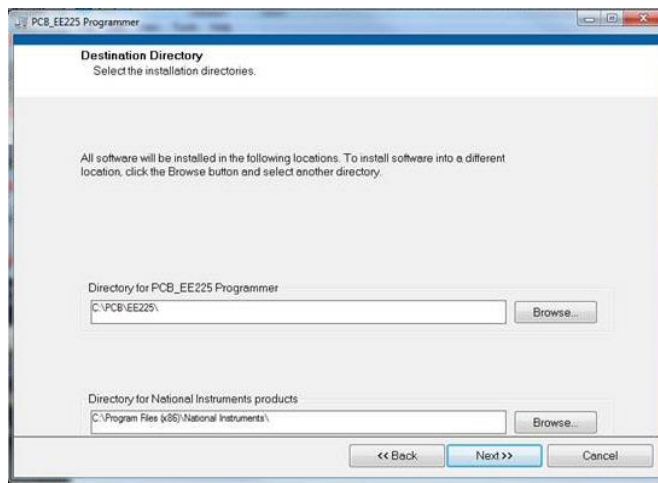 PCB_EE225 Programmer
Destination Directory
Select the installation directories.
All software will be installed in the following locations. To install software into a different
location, click the Browse button and select another directory.
Directory for PCB_EE225 Programmer
C:\PCB\EE225\
Browse...
Directory for National Instruments products
C:\Program Files (x86)\National Instruments\
Browse...
<< Back
Next >>
Cancel